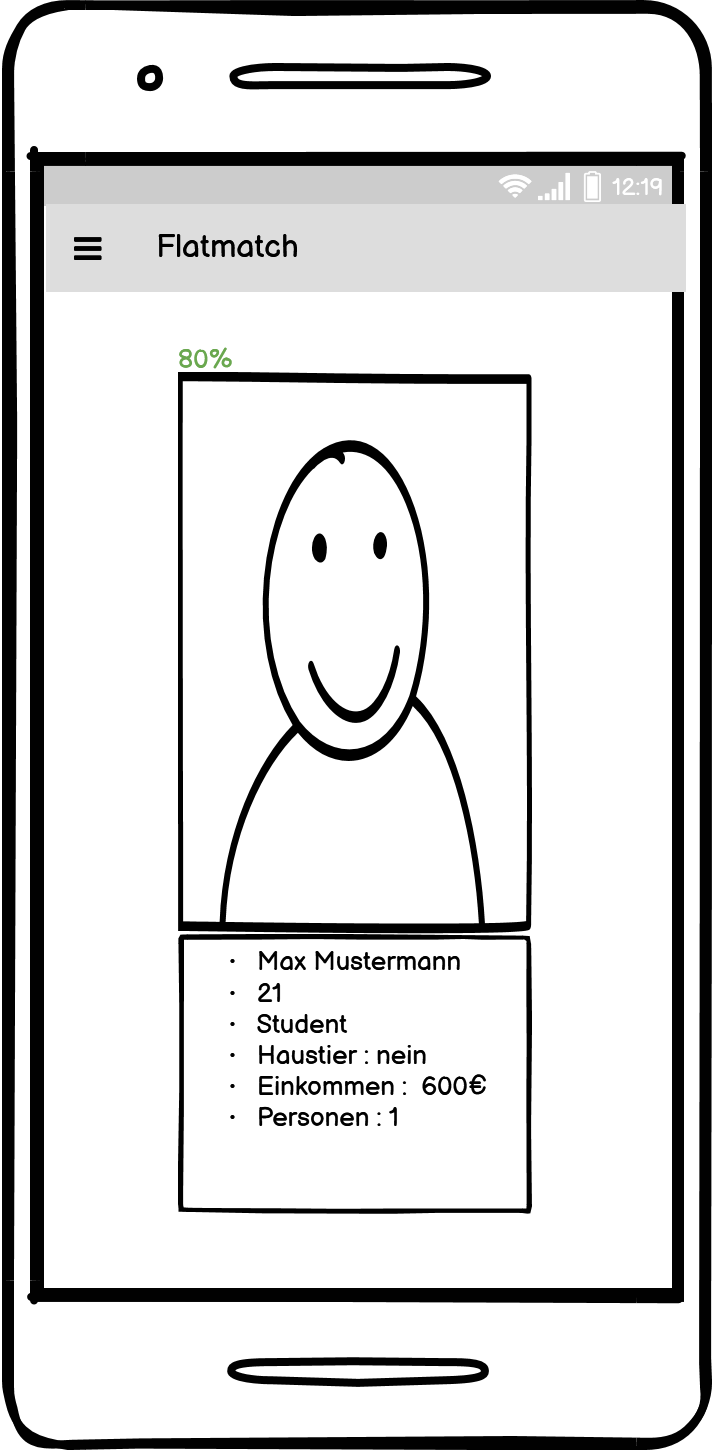 12:19
Flatmatch
80%
· Max Mustermann
· 21
· Student
· Haustier : nein
· Einkommen : 600€
· Personen : 1